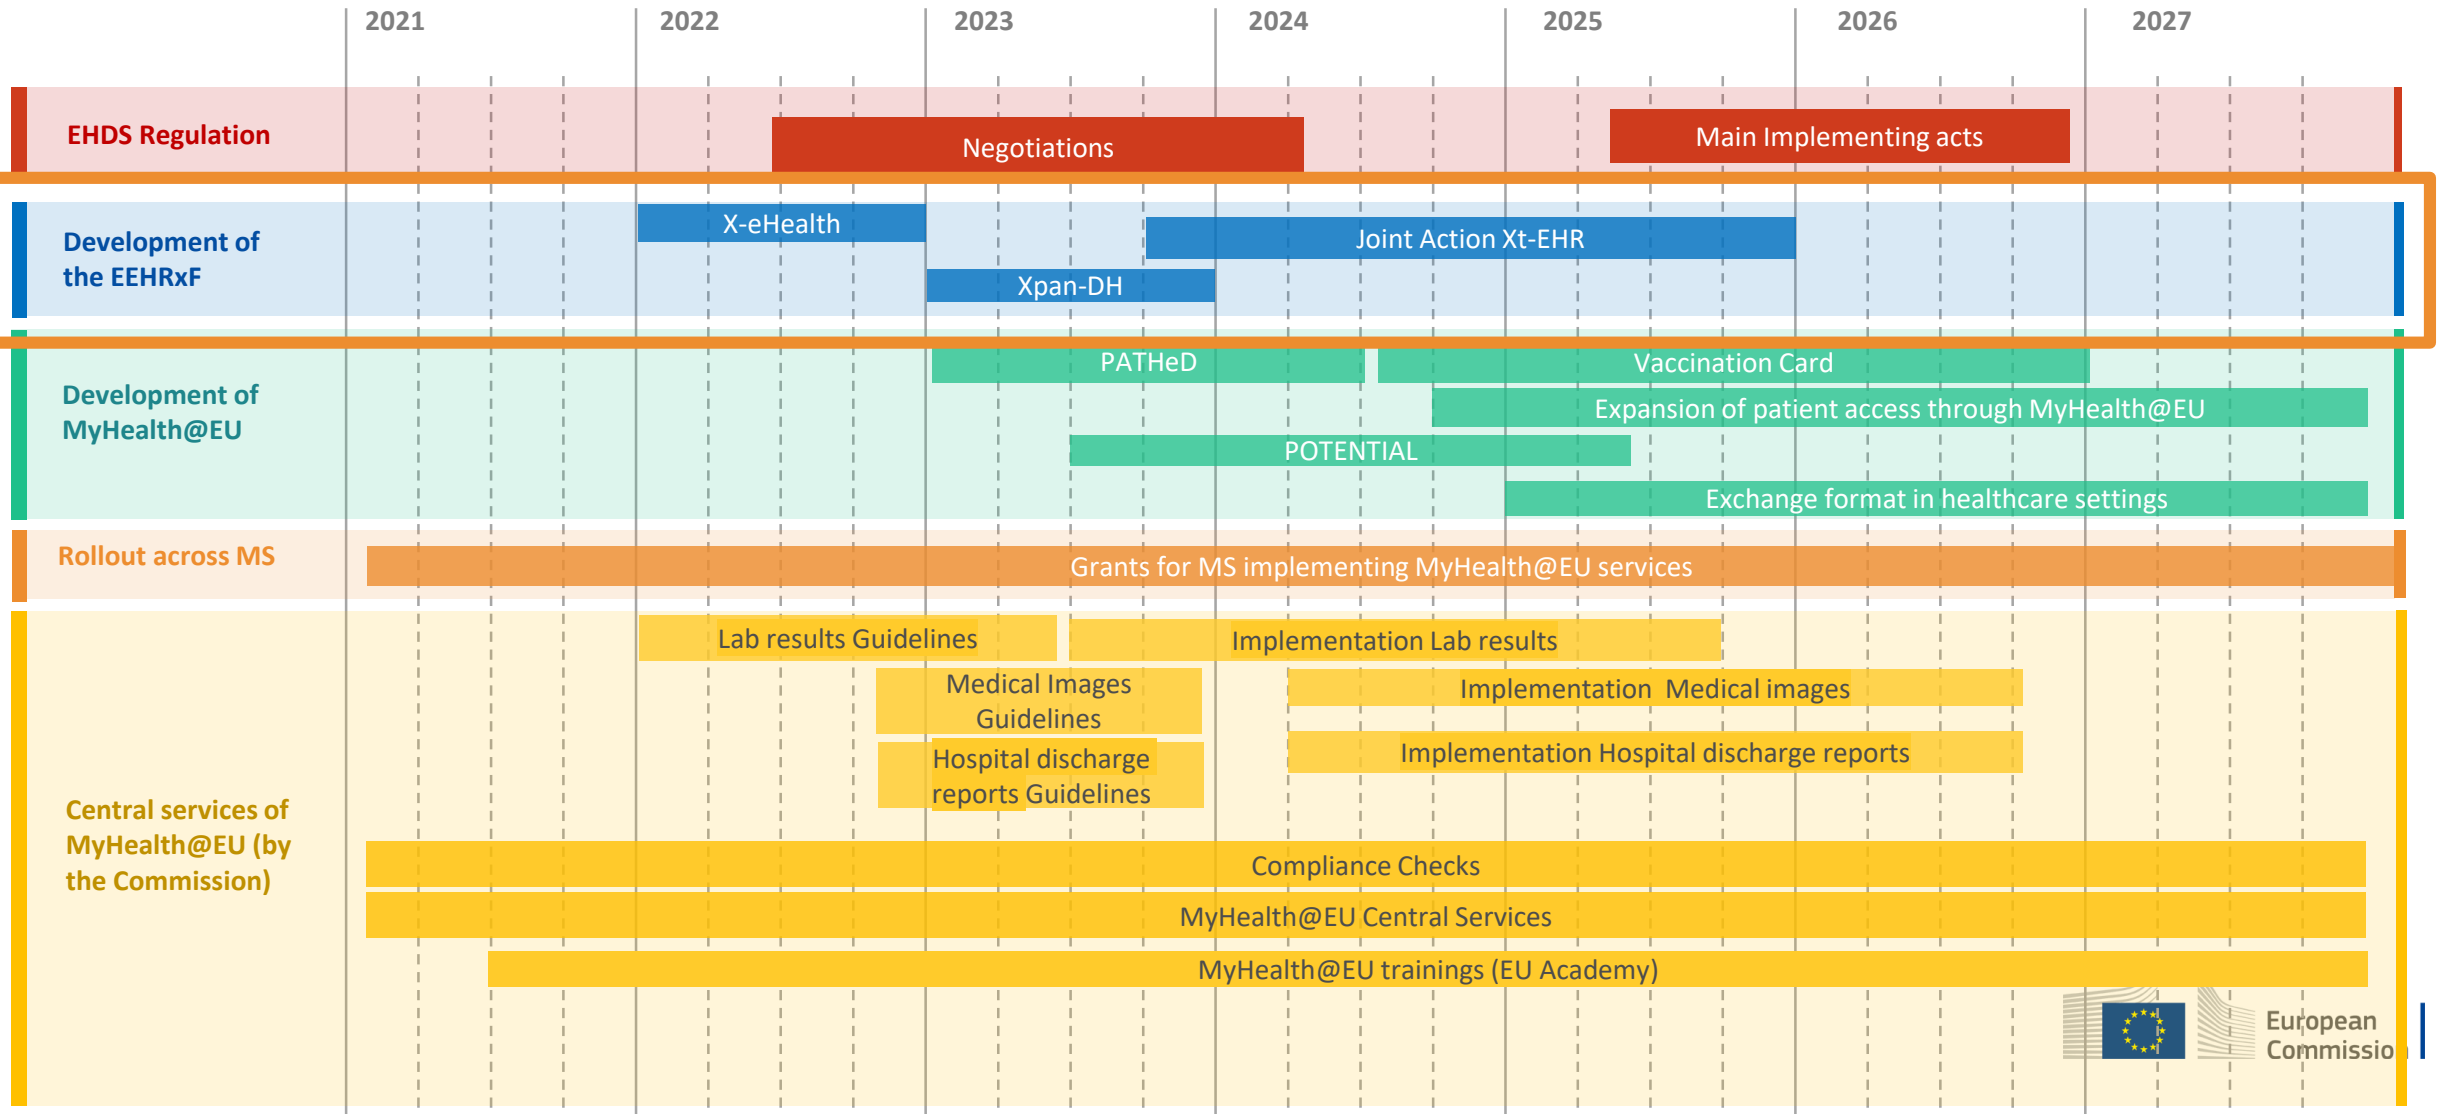 2021
2022
2023
2024
2025
2026
2027
EHDS Regulation
Negotiations
Main Implementing acts
Development of
the EEHRxF
X-eHealth
Joint Action Xt-EHR
Xpan-DH
Development of
MyHealth@EU
PATHeD
Vaccination Card
Expansion of patient access through MyHealth@EU
POTENTIAL
Exchange format in healthcare settings
Rollout across MS
Grants for MS implementing MyHealth@EU services
Central services of
MyHealth@EU (by
the Commission)
Lab results Guidelines
Implementation Lab results
Medical Images
Guidelines
Implementation  Medical images
Hospital discharge
reports Guidelines
Implementation Hospital discharge reports
Compliance Checks
MyHealth@EU Central Services
MyHealth@EU trainings (EU Academy)
European
Commission